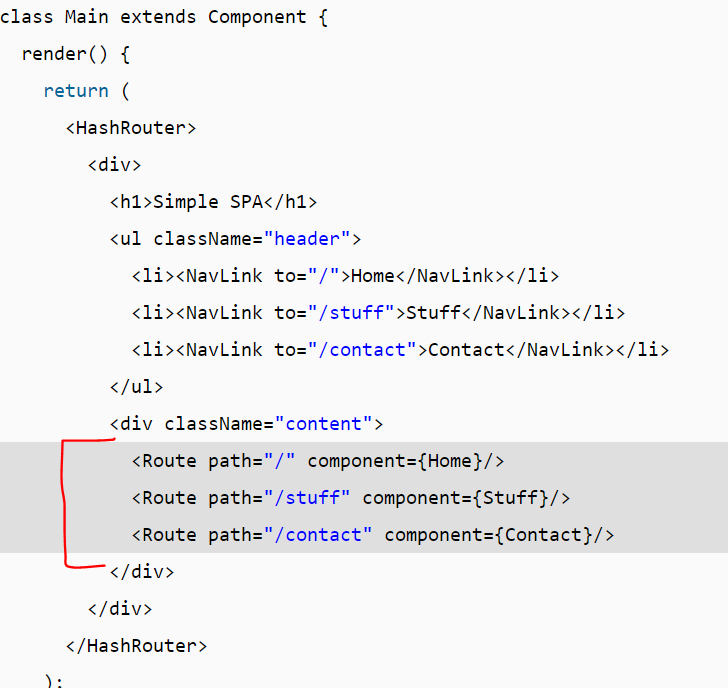 class Main extends Component {
render() {
return (
<HashRouter>
<div>
<h1>Simple SPA</h1>
<ul className="header">
<li><NavLink to="/">Home</NavLink></li>
<li><NavLink to="/stuff">Stuff</NavLink></li>
<li><NavLink to="/contact">Contact</NavLink></li>
</ul>
<div className="content">
<Route path="/" component={Home}/>
<Route path="/stuff" component={Stuff}/>
<Route path="/contact" component={Contact}/>
</div>
</div>
</HashRouter>
);